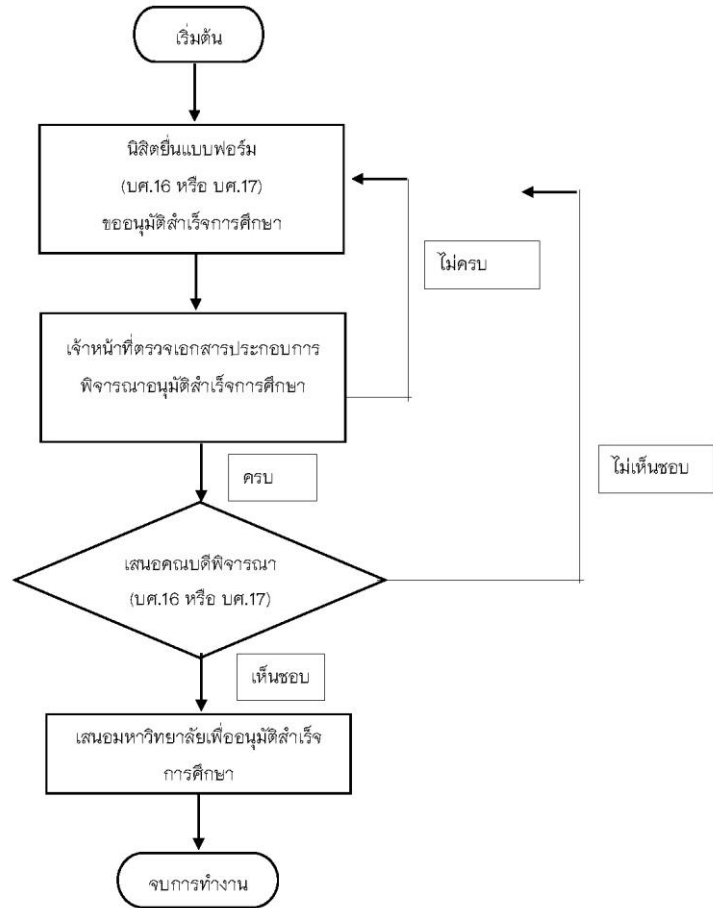 เริ่มต้น
นิสิตยื่นแบบฟอร์ม
(บศ.16 หรือ บศ.17)
ขออนุมัติสำเร็จการศึกษา
ไม่ครบ
เจ้าหน้าที่ตรวจเอกสารประกอบการ
พิจารณาอนุมัติสำเร็จการศึกษา
ครบ
ไม่เห็นชอบ
เสนอคณบดีพิจารณา
(บศ.16 หรือ บศ.17)
เห็นชอบ
เสนอมหาวิทยาลัยเพื่ออนุมัติสำเร็จ
การศึกษา
จบการทำงาน